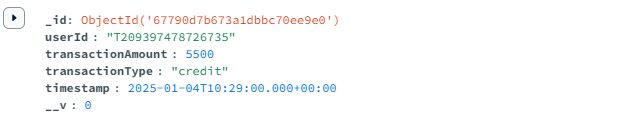 _id: ObjectId('67790d7b673a1dbbc70ee9e0')
userId : "T209397478726735"
transactionAmount : 5500
transactionType : "credit"
timestamp : 2025-01-04T10:29:00.000+00:00
__v : 0